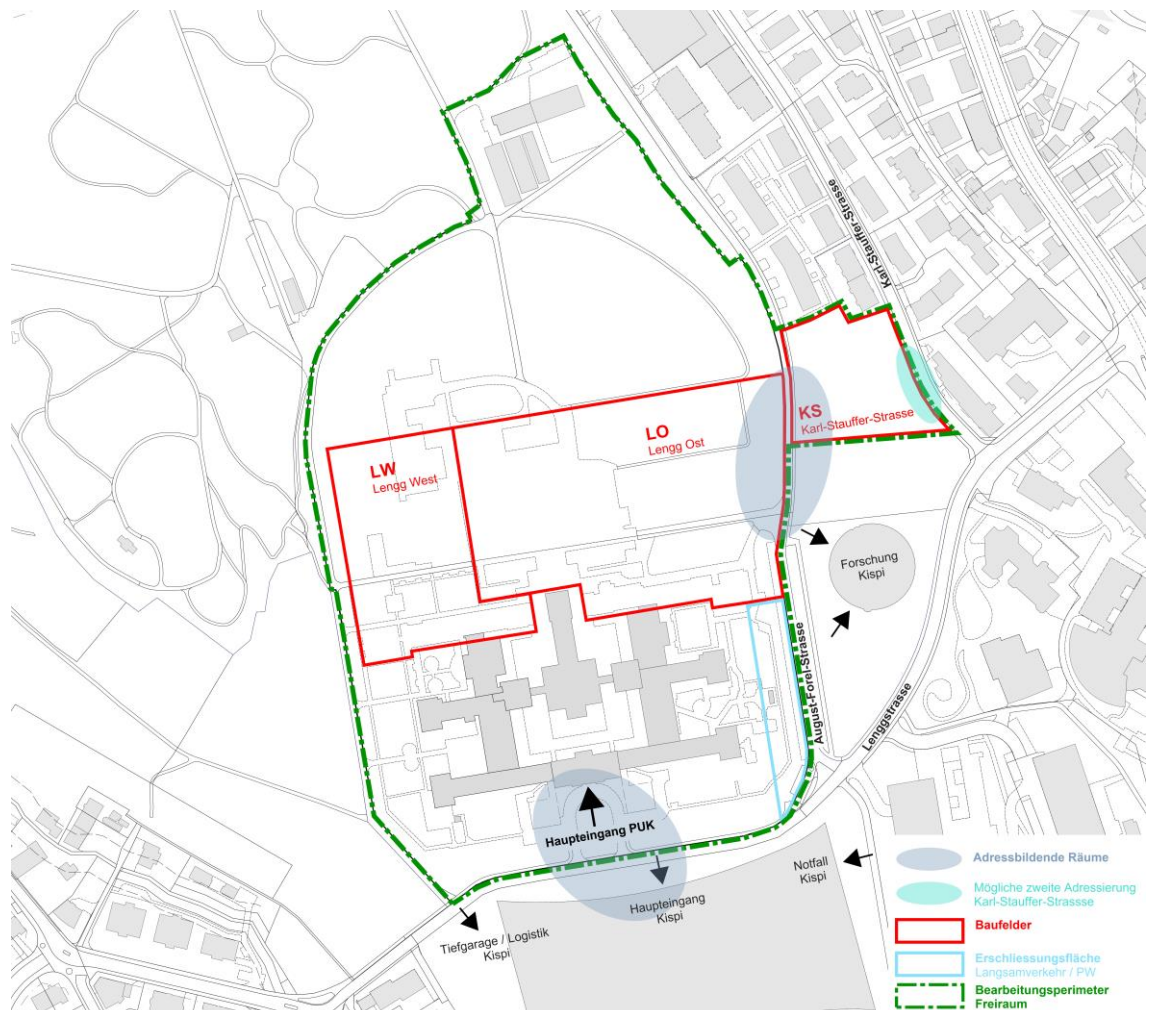 Karl-Stauffer-Strasse
KS
Karl-Stauffer-Strasse
LO
Lengg Ost
LW
Lengg West
Forschung
Kispi
August-Forel-Strasse
Lenggstrasse
Haupteingang PUK
Haupteingang
Kispi
Notfall
Kispi
Tiefgarage / Logistik
Kispi
Adressbildende Räume
Mögliche zweite Adressierung
Karl-Stauffer-Strassse
Baufelder
Erschliessungsfläche
Langsamverkehr / PW
Bearbeitungsperimeter
Freiraum